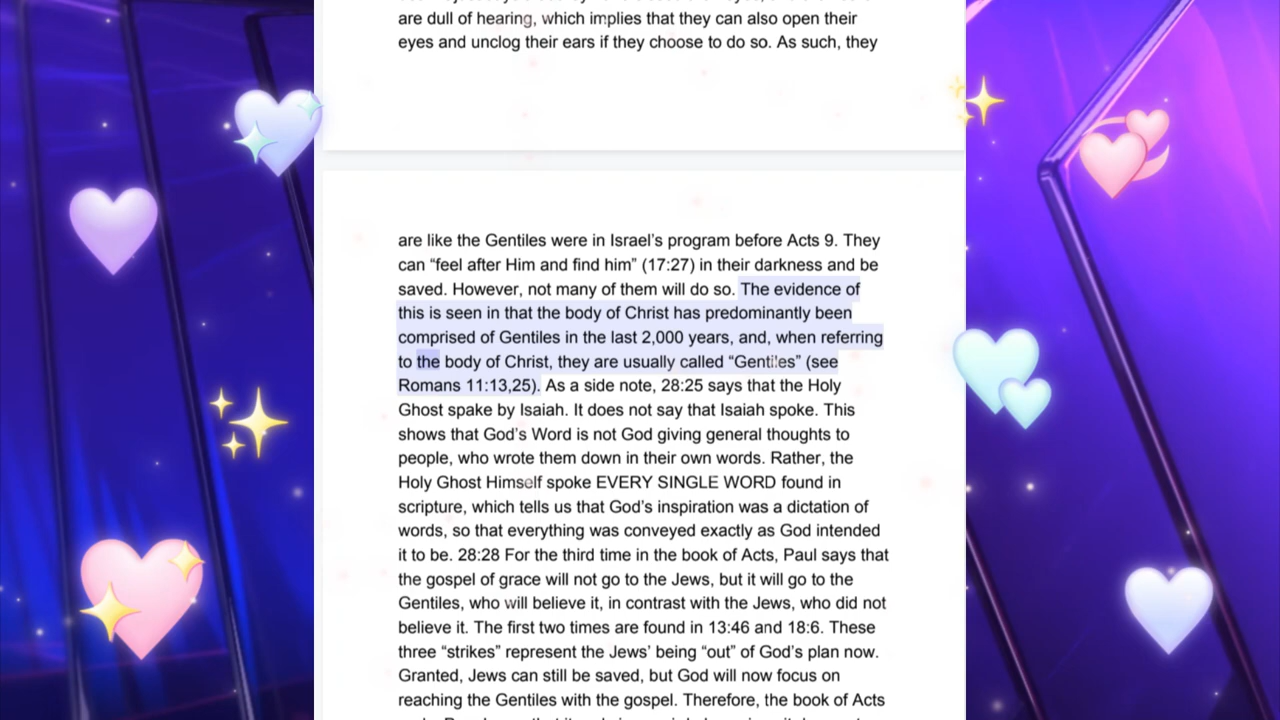 are dull of hearing, which implies that they can also open their
eyes and unclog their ears if they choose to do so. As such, they
are like the Gentiles were in Israel’s program before Acts 9. They
can “feel after Him and find him” (17:27) in their darkness and be
saved. However, not many of them will do so. The evidence of
this is seen in that the body of Christ has predominantly been
comprised of Gentiles in the last 2,000 years, and, when referring
to the body of Christ, they are usually called “Gentiles” (see
Romans 11:13,25). As a side note, 28:25 says that the Holy
Ghost spake by Isaiah. It does not say that Isaiah spoke. This
shows that God’s Word is not God giving general thoughts to
people, who wrote them down in their own words. Rather, the
Holy Ghost Himself spoke EVERY SINGLE WORD found in
scripture, which tells us that God’s inspiration was a dictation of
words, so that everything was conveyed exactly as God intended
it to be. 28:28 For the third time in the book of Acts, Paul says that
the gospel of grace will not go to the Jews, but it will go to the
Gentiles, who will believe it, in contrast with the Jews, who did not
believe it. The first two times are found in 13:46 and 18:6. These
three “strikes” represent the Jews’ being “out” of God’s plan now.
Granted, Jews can still be saved, but God will now focus on
reaching the Gentiles with the gospel. Therefore, the book of Acts